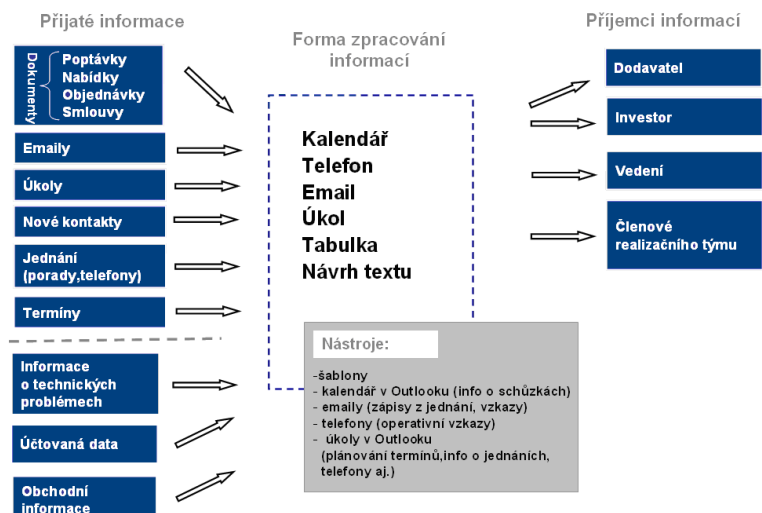 Přijaté informace
Dokumenty
Poptávky
Nabídky
Objednávky
Smlouvy
Emaily
Úkoly
Nové kontakty
Jednání
(porady,telefony)
Termíny
Informace
o technických
problémech
Účtovaná data
Obchodní
informace
Forma zpracování
informací
Kalendář
Telefon
Email
Úkol
Tabulka
Návrh textu
Nástroje:
-šablony
- kalendář v Outlooku (info o schůzkách)
- emaily (zápisy z jednání, vzkazy)
- telefony (operativní vzkazy)
- úkoly v Outlooku
(plánování termínů,info o jednáních,
telefony aj.)
Příjemci informací
Dodavatel
Investor
Vedení
Členové
realizačního týmu